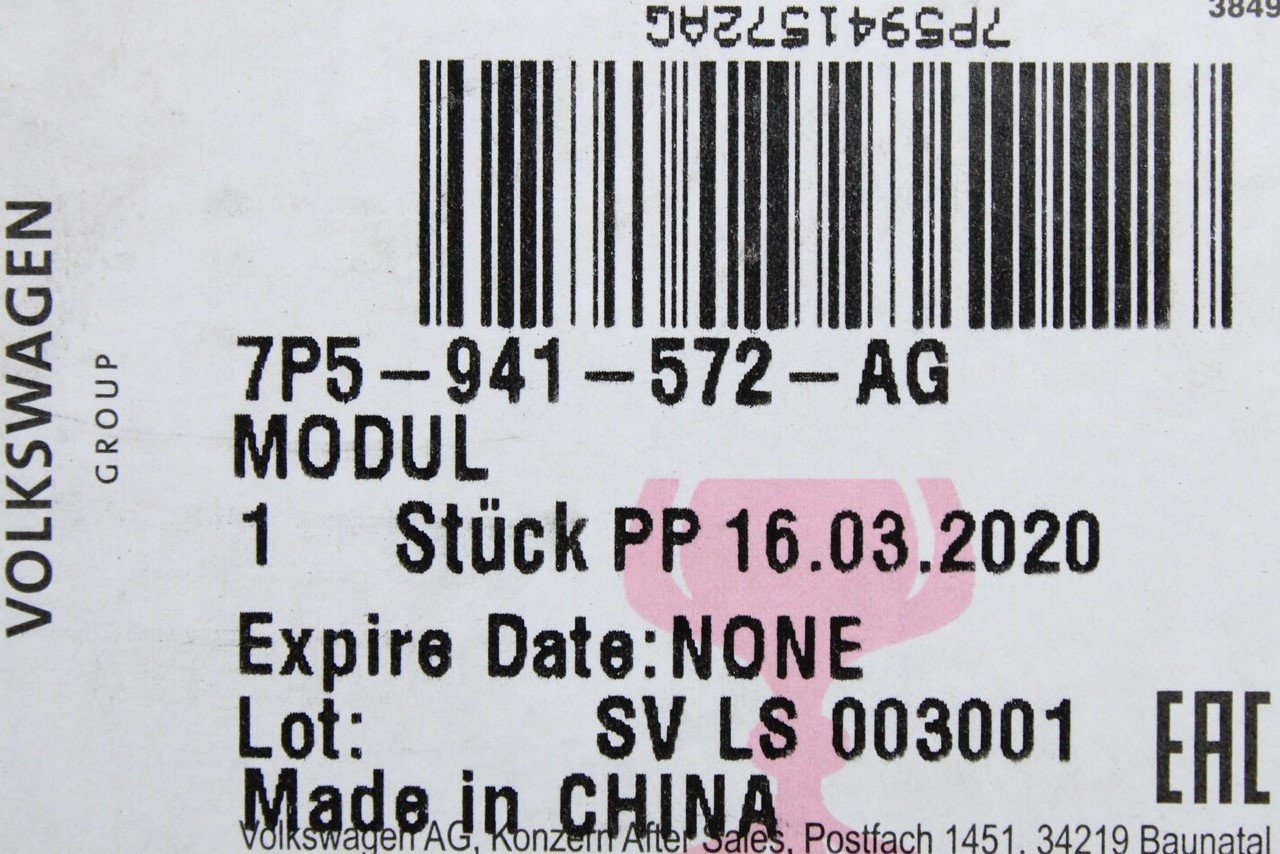 3849
7P5941572AG
VOLKSWAGEN
GROUP
7P5-941-572-AG
MODUL
1 Stück PP 16.03.2020
Expire Date:NONE
Lot: SV LS 003001
EAC
Made in CHINA
Volkswagen AG, Konzern After Sales, Postfach 1451, 34219 Baunatal